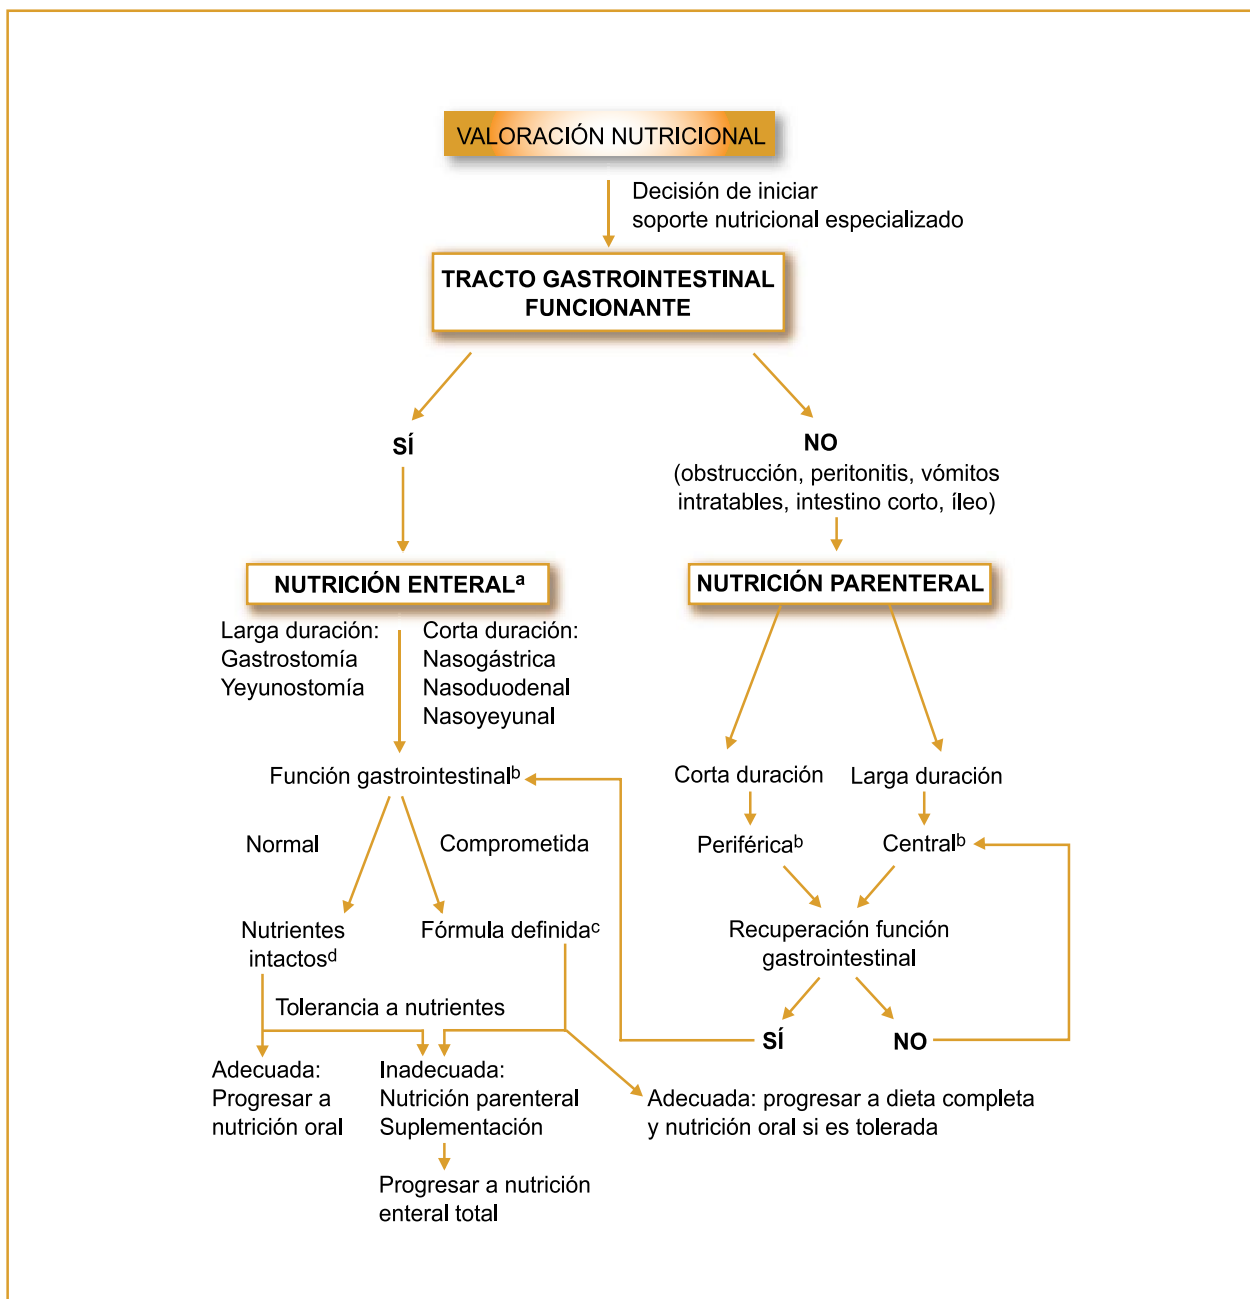 VALORACIÓN NUTRICIONAL
Decisión de iniciar
soporte nutricional especializado
TRACTO GASTROINTESTINAL
FUNCIONANTE
SÍ
NO
(obstrucción, peritonitis, vómitos
intratables, intestino corto, íleo)
NUTRICIÓN ENTERALª
NUTRICIÓN PARENTERAL
Larga duración:
Gastrostomía
Yeyunostomía
Corta duración:
Nasogástrica
Nasoduodenal
Nasoyeyunal
Función gastrointestinalᵇ
Normal
Comprometida
Corta duración
Larga duración
Periféricaᵇ
Centralᵇ
Nutrientes
intactosᵈ
Fórmula definidaᶜ
Recuperación función
gastrointestinal
Tolerancia a nutrientes
SÍ
NO
Adecuada:
Progresar a
nutrición oral
Inadecuada:
Nutrición parenteral
Suplementación
Adecuada: progresar a dieta completa
y nutrición oral si es tolerada
Progresar a nutrición
enteral total